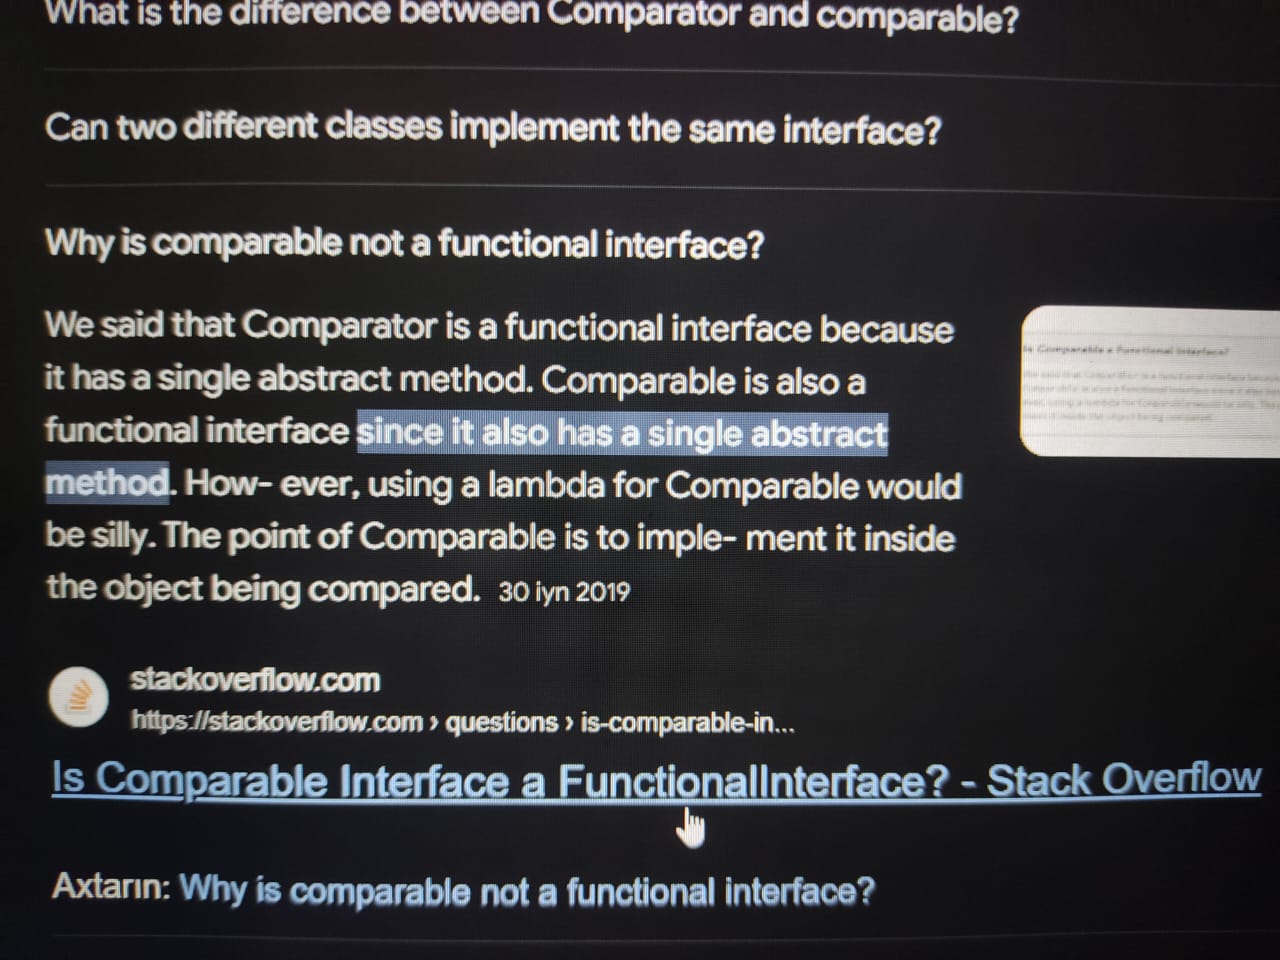 What is the difference between Comparator and comparable?
Can two different classes implement the same interface?
Why is comparable not a functional interface?
We said that Comparator is a functional interface because
it has a single abstract method. Comparable is also a
functional interface since it also has a single abstract
method. How- ever, using a lambda for Comparable would
be silly. The point of Comparable is to imple- ment it inside
the object being compared. 30 iyn 2019
Is Comparable a Functional Interface?
stackoverflow.com
https://stackoverflow.com › questions › is-comparable-in...
Is Comparable Interface a FunctionalInterface? - Stack Overflow
Axtarın: Why is comparable not a functional interface?